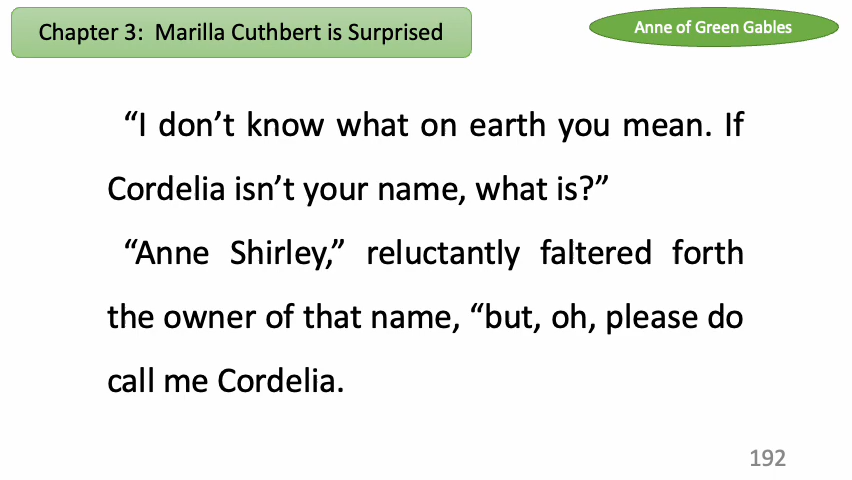 Chapter 3:  Marilla Cuthbert is Surprised
Anne of Green Gables
“I don’t know what on earth you mean. If
Cordelia isn’t your name, what is?”
“Anne Shirley,” reluctantly faltered forth
the owner of that name, “but, oh, please do
call me Cordelia.
192